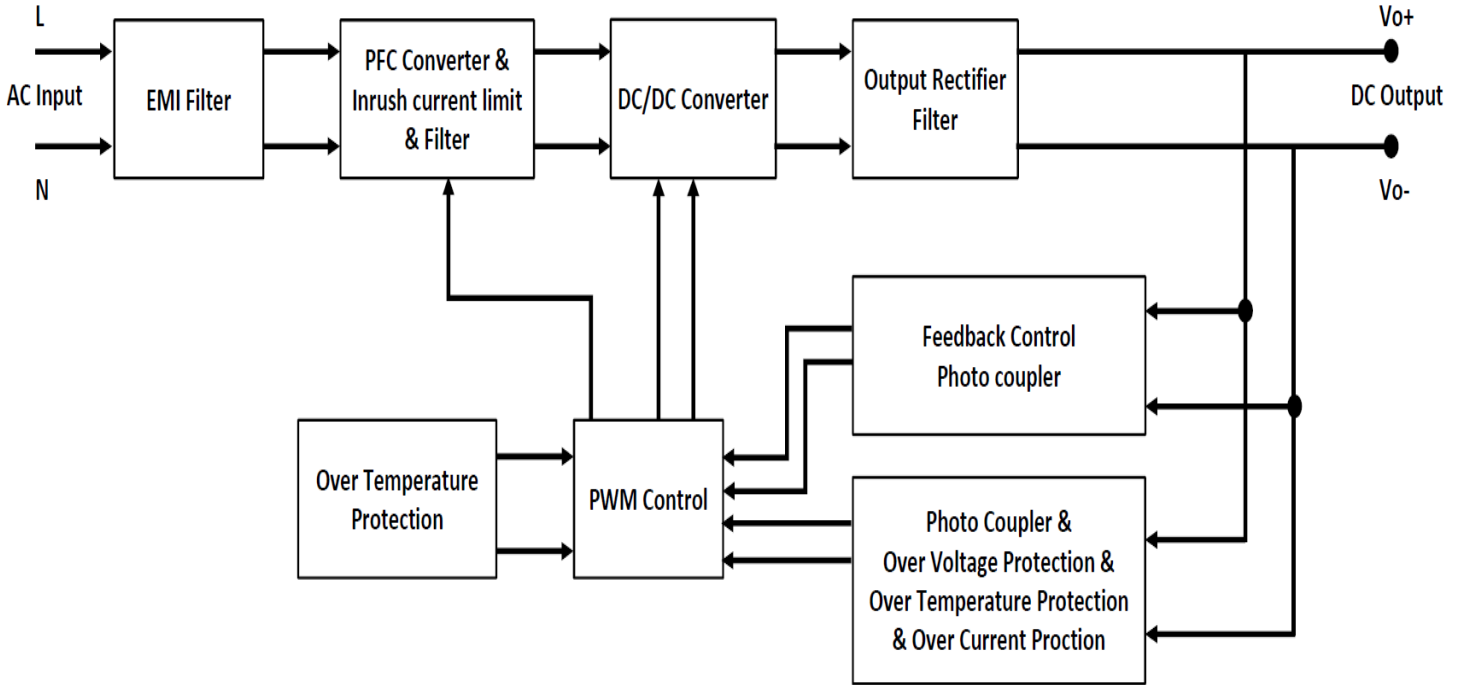 L
AC Input
N
EMI Filter
PFC Converter &
Inrush current limit
& Filter
DC/DC Converter
Output Rectifier
Filter
Vo+
DC Output
Vo-
Feedback Control
Photo coupler
Over Temperature
Protection
PWM Control
Photo Coupler &
Over Voltage Protection &
Over Temperature Protection
& Over Current Proction